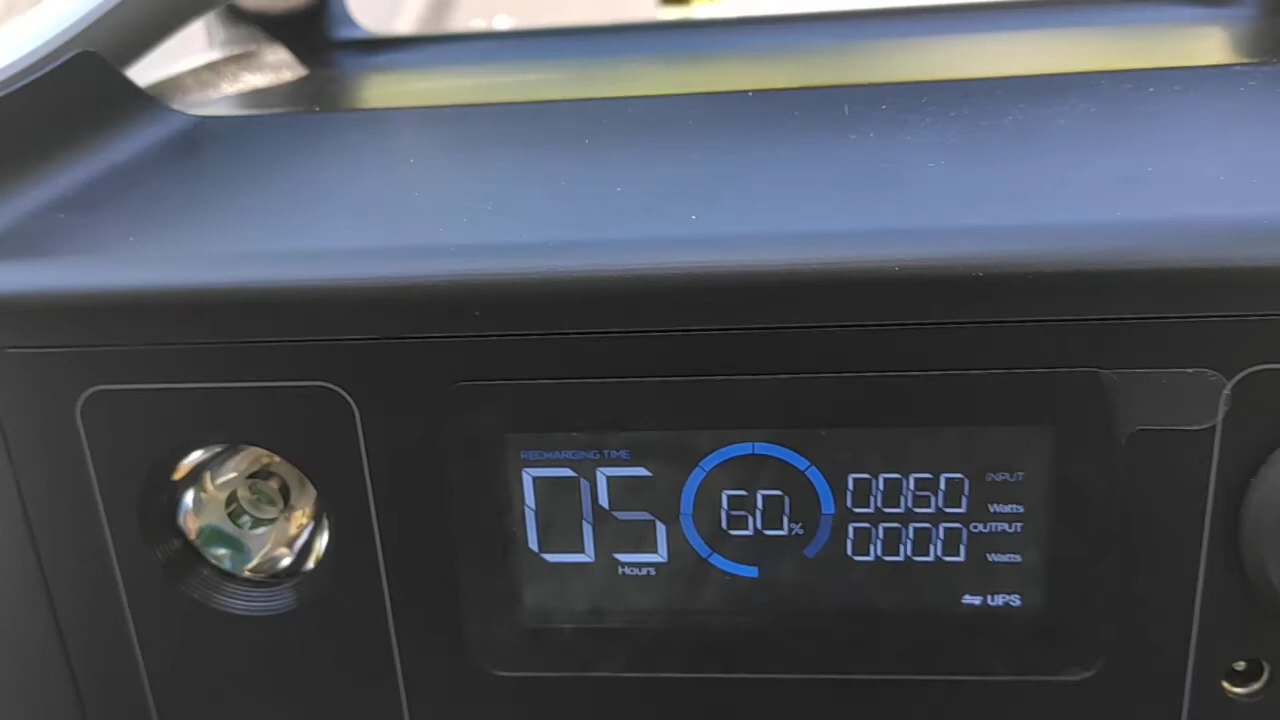 RECHARGING TIME
05
Hours
60%
0060 INPUT Watts
0000 OUTPUT Watts
⇋ UPS